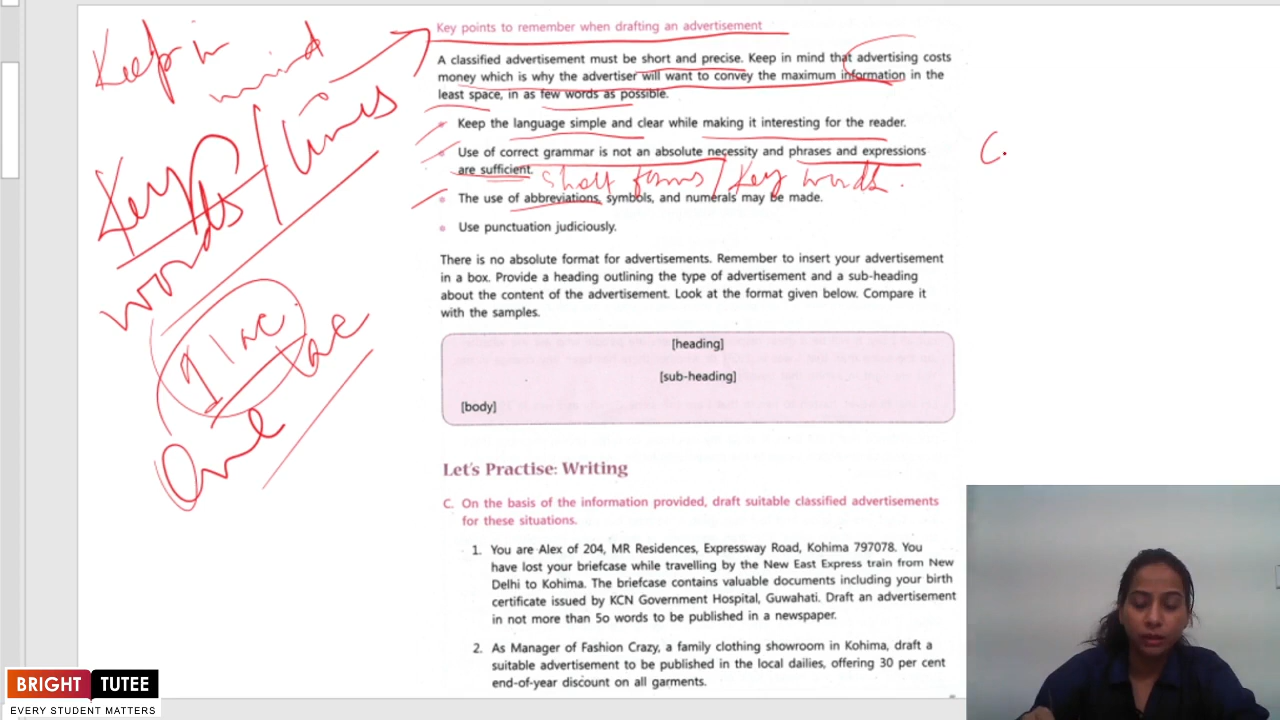 Keep in mind
Key words / lines
1 lac
One lac
Key points to remember when drafting an advertisement
A classified advertisement must be short and precise. Keep in mind that advertising costs
money which is why the advertiser will want to convey the maximum information in the
least space, in as few words as possible.
Keep the language simple and clear while making it interesting for the reader.
Use of correct grammar is not an absolute necessity and phrases and expressions
are sufficient. Short forms / Key words.
The use of abbreviations, symbols, and numerals may be made.
Use punctuation judiciously.
There is no absolute format for advertisements. Remember to insert your advertisement
in a box. Provide a heading outlining the type of advertisement and a sub-heading
about the content of the advertisement. Look at the format given below. Compare it
with the samples.
[heading]
[sub-heading]
[body]
Let's Practise: Writing
C. On the basis of the information provided, draft suitable classified advertisements
for these situations.
1. You are Alex of 204, MR Residences, Expressway Road, Kohima 797078. You
have lost your briefcase while travelling by the New East Express train from New
Delhi to Kohima. The briefcase contains valuable documents including your birth
certificate issued by KCN Government Hospital, Guwahati. Draft an advertisement
in not more than 50 words to be published in a newspaper.
2. As Manager of Fashion Crazy, a family clothing showroom in Kohima, draft a
suitable advertisement to be published in the local dailies, offering 30 per cent
end-of-year discount on all garments.
C.
BRIGHT TUTEE
EVERY STUDENT MATTERS